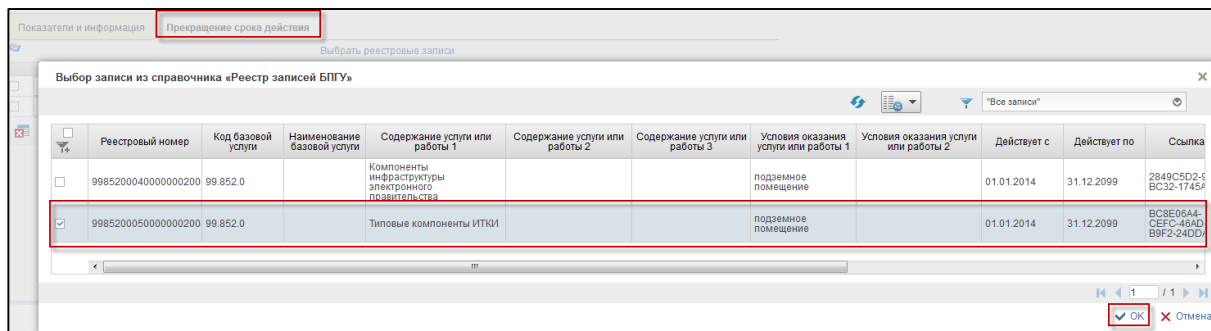 Показатели и информация Прекращение срока действия
Выбрать реестровые записи
Выбор записи из справочника «Реестр записей БПГУ»
"Все записи"
Реестровый номер Код базовой услуги Наименование базовой услуги Содержание услуги или работы 1 Содержание услуги или работы 2 Содержание услуги или работы 3 Условия оказания услуги или работы 1 Условия оказания услуги или работы 2 Действует с Действует по Ссылка
9985200040000000200 99.852.0 Компоненты инфраструктуры электронного правительства подземное помещение 01.01.2014 31.12.2099 2849C5D2-9 BC32-1745A
9985200050000000200 99.852.0 Типовые компоненты ИТКИ подземное помещение 01.01.2014 31.12.2099 BC8E06A4- CEFC-46AD- B9F2-24DDA
1 / 1
OK Отмена